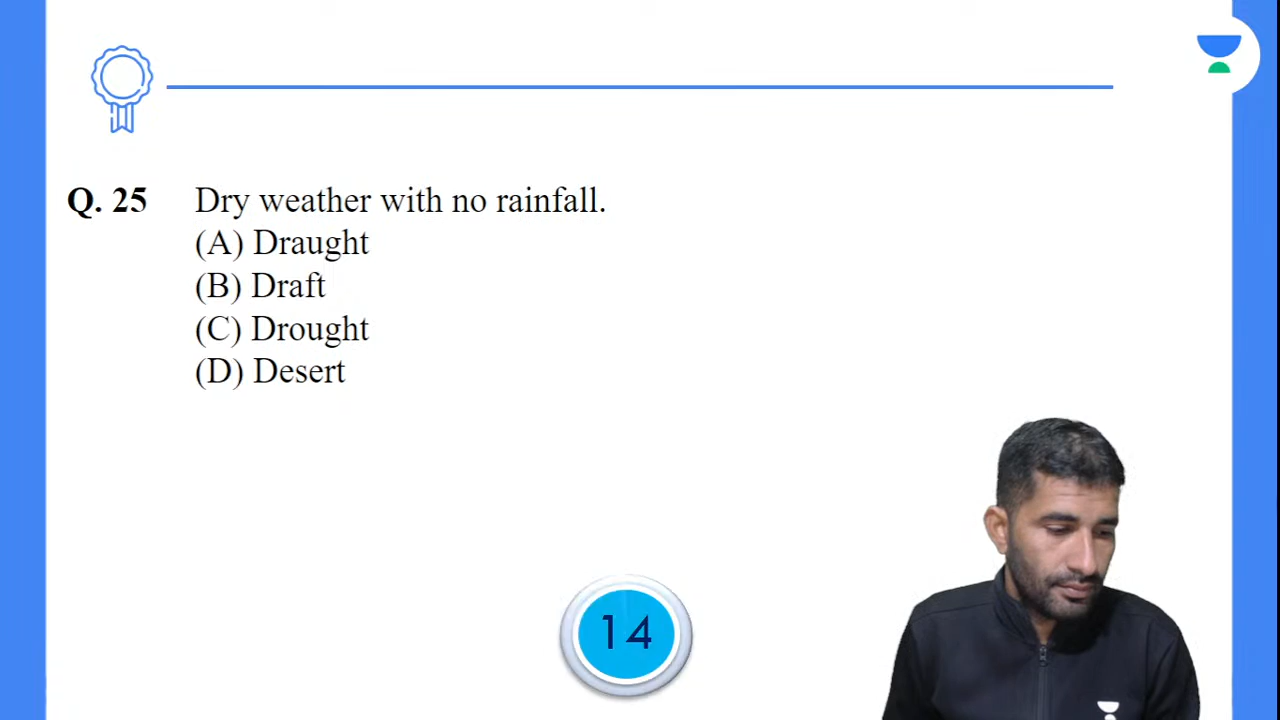 Q. 25 Dry weather with no rainfall.
(A) Draught
(B) Draft
(C) Drought
(D) Desert
14